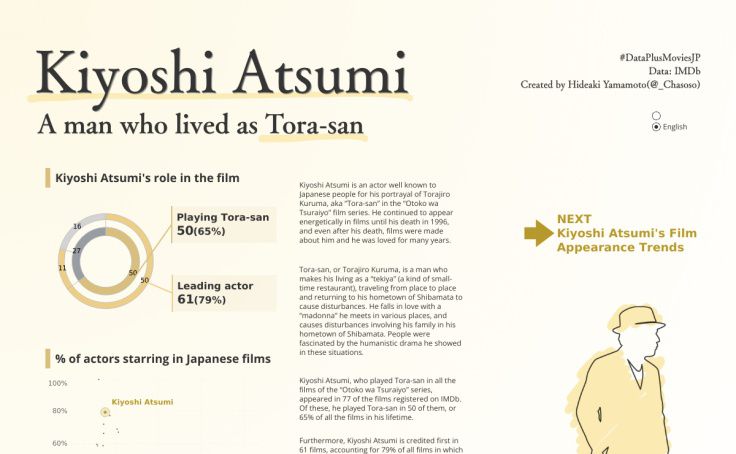 Kiyoshi Atsumi
A man who lived as Tora-san
#DataPlusMoviesJP
Data: IMDb
Created by Hideaki Yamamoto(@_Chasoso)
English
Kiyoshi Atsumi's role in the film
16
27
11
50
50
Playing Tora-san
50(65%)
Leading actor
61(79%)
% of actors starring in Japanese films
100%
80%
60%
Kiyoshi Atsumi
Kiyoshi Atsumi is an actor well known to
Japanese people for his portrayal of Torajiro
Kuruma, aka "Tora-san" in the "Otoko wa
Tsuraiyo" film series. He continued to appear
energetically in films until his death in 1996,
and even after his death, films were made
about him and he was loved for many years.
Tora-san, or Torajiro Kuruma, is a man who
makes his living as a "tekiya" (a kind of small-
time restaurant), traveling from place to place
and returning to his hometown of Shibamata to
cause disturbances. He falls in love with a
"madonna" he meets in various places, and
causes disturbances involving his family in his
hometown of Shibamata. People were
fascinated by the humanistic drama he showed
in these situations.
Kiyoshi Atsumi, who played Tora-san in all the
films of the "Otoko wa Tsuraiyo" series,
appeared in 77 of the films registered on IMDb.
Of these, he played Tora-san in 50 of them, or
65% of all the films in his lifetime.
Furthermore, Kiyoshi Atsumi is credited first in
61 films, accounting for 79% of all films in which
NEXT
Kiyoshi Atsumi's Film
Appearance Trends